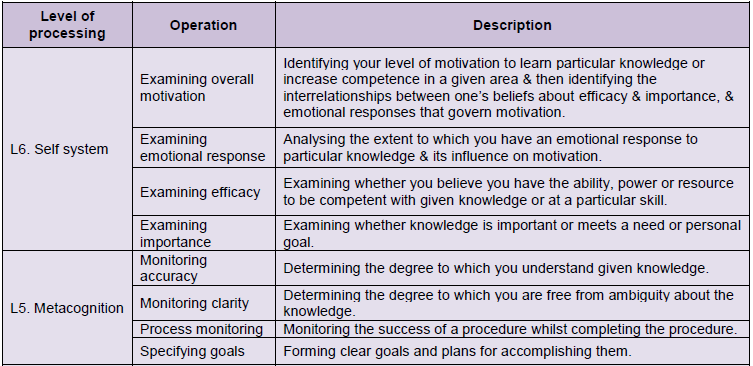 Level of
processing
Operation
Description
L6. Self system
Examining overall
motivation
Identifying your level of motivation to learn particular knowledge or
increase competence in a given area & then identifying the
interrelationships between one's beliefs about efficacy & importance, &
emotional responses that govern motivation.
Examining
emotional response
Analysing the extent to which you have an emotional response to
particular knowledge & its influence on motivation.
Examining efficacy
Examining whether you believe you have the ability, power or resource
to be competent with given knowledge or at a particular skill.
Examining
importance
Examining whether knowledge is important or meets a need or personal
goal.
L5. Metacognition
Monitoring
accuracy
Determining the degree to which you understand given knowledge.
Monitoring clarity
Determining the degree to which you are free from ambiguity about the
knowledge.
Process monitoring
Monitoring the success of a procedure whilst completing the procedure.
Specifying goals
Forming clear goals and plans for accomplishing them.